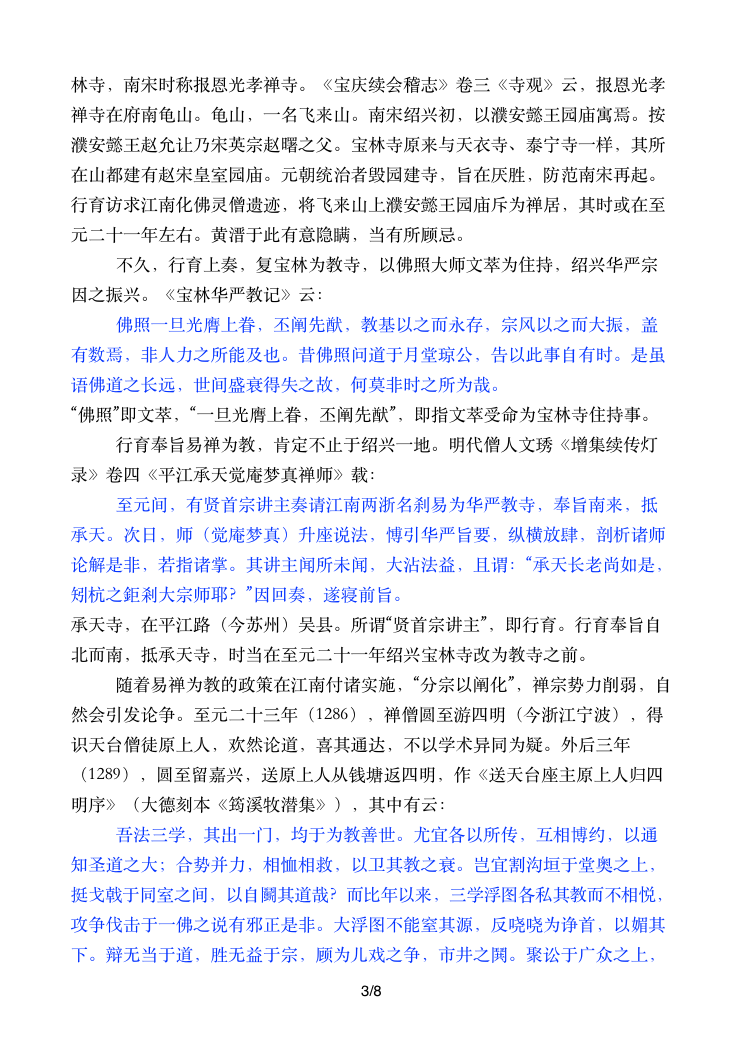 林寺，南宋时称报恩光孝禅寺。《宝庆续会稽志》卷三《寺观》云，报恩光孝
禅寺在府南龟山。龟山，一名飞来山。南宋绍兴初，以濮安懿王园庙寓焉。按
濮安懿王赵允让乃宋英宗赵曙之父。宝林寺原来与天衣寺、泰宁寺一样，其所
在山都建有赵宋皇室园庙。元朝统治者毁园建寺，旨在厌胜，防范南宋再起。
行育访求江南化佛灵僧遗迹，将飞来山上濮安懿王园庙斥为禅居，其时或在至
元二十一年左右。黄溍于此有意隐瞒，当有所顾忌。
不久，行育上奏，复宝林为教寺，以佛照大师文萃为住持，绍兴华严宗
因之振兴。《宝林华严教记》云：
佛照一旦光膺上眷，丕阐先猷，教基以之而永存，宗风以之而大振，盖
有数焉，非人力之所能及也。昔佛照问道于月堂琼公，告以此事自有时。是虽
语佛道之长远，世间盛衰得失之故，何莫非时之所为哉。
“佛照”即文萃，“一旦光膺上眷，丕阐先猷”，即指文萃受命为宝林寺住持事。
行育奉旨易禅为教，肯定不止于绍兴一地。明代僧人文琇《增集续传灯
录》卷四《平江承天觉庵梦真禅师》载：
至元间，有贤首宗讲主奏请江南两浙名刹易为华严教寺，奉旨南来，抵
承天。次日，师（觉庵梦真）升座说法，愽引华严旨要，纵横放肆，剖析诸师
论解是非，若指诸掌。其讲主闻所未闻，大沾法益，且谓：“承天长老尚如是，
矧杭之鉅剎大宗师耶？”因回奏，遂寝前旨。
承天寺，在平江路（今苏州）吴县。所谓“贤首宗讲主”，即行育。行育奉旨自
北而南，抵承天寺，时当在至元二十一年绍兴宝林寺改为教寺之前。
随着易禅为教的政策在江南付诸实施，“分宗以阐化”，禅宗势力削弱，自
然会引发论争。至元二十三年（1286），禅僧圆至游四明（今浙江宁波），得
识天台僧徒原上人，欢然论道，喜其通达，不以学术异同为疑。外后三年
（1289），圆至留嘉兴，送原上人从钱塘返四明，作《送天台座主原上人归四
明序》（大德刻本《筠溪牧潜集》），其中有云：
吾法三学，其出一门，均于为教善世。尤宜各以所传，互相博约，以通
知圣道之大；合势并力，相恤相救，以卫其教之衰。岂宜割沟垣于堂奥之上，
挺戈戟于同室之间，以自鬭其道哉？而比年以来，三学浮图各私其教而不相悦，
攻争伐击于一佛之说有邪正是非。大浮图不能窒其源，反哓哓为诤首，以媚其
下。辩无当于道，胜无益于宗，顾为儿戏之争，市井之鬨。聚讼于广众之上，
3/8